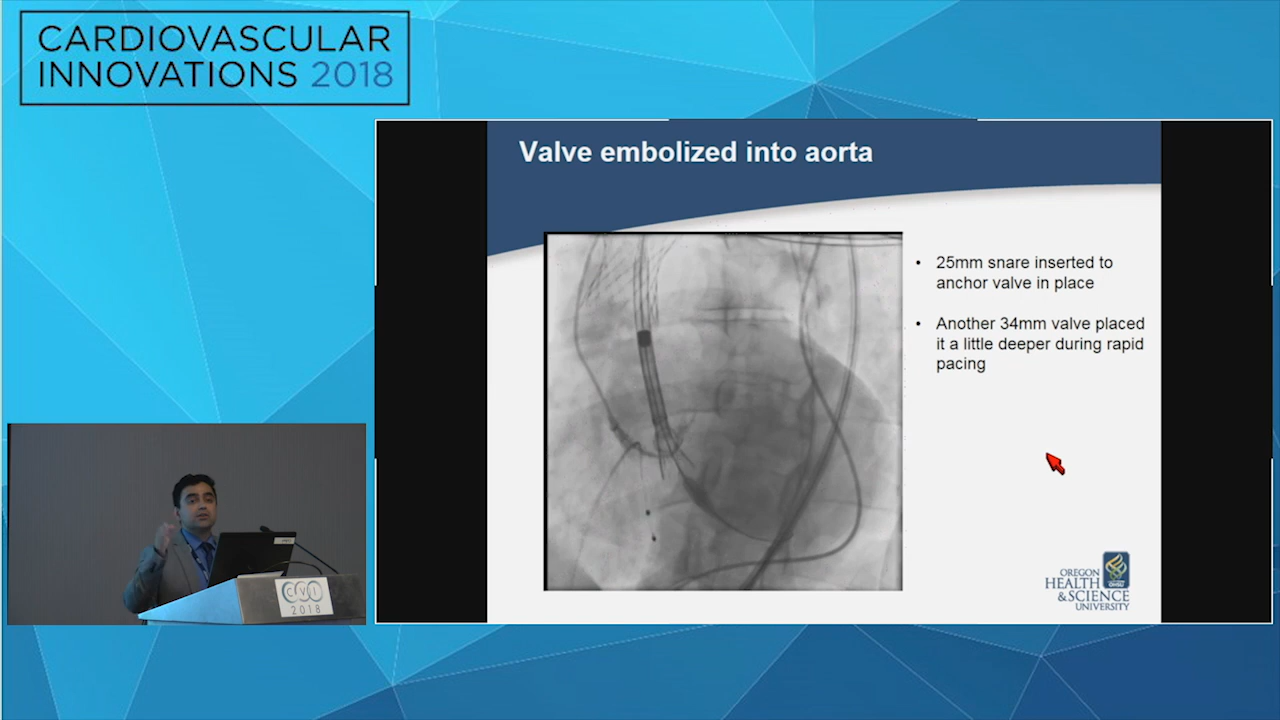 CARDIOVASCULAR
INNOVATIONS 2018
Valve embolized into aorta
• 25mm snare inserted to
anchor valve in place
• Another 34mm valve placed
it a little deeper during rapid
pacing
OREGON
HEALTH
& SCIENCE
UNIVERSITY
OHSU
CVI
2018